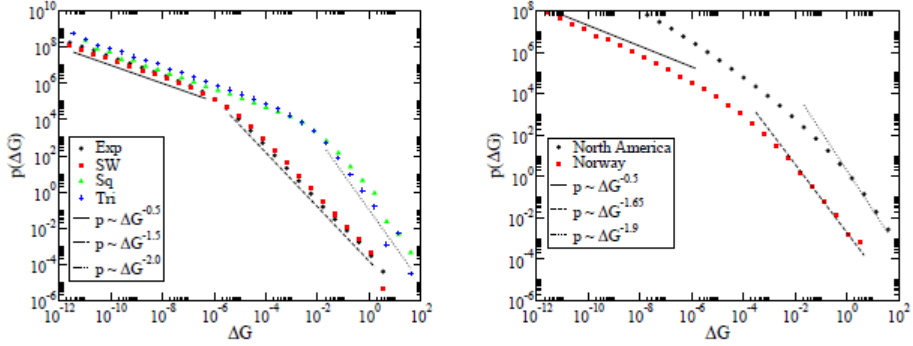 10^10
10^8
10^6
10^4
10^2
10^0
10^-2
10^-4
10^-6
p(ΔG)
Exp
SW
Sq
Tri
p ~ ΔG^-0.5
p ~ ΔG^-1.5
p ~ ΔG^-2.0
10^-12 10^-10 10^-8 10^-6 10^-4 10^-2 10^0 10^2
ΔG
10^8
10^6
10^4
10^2
10^0
10^-2
10^-4
10^-6
p(ΔG)
North America
Norway
p ~ ΔG^-0.5
p ~ ΔG^-1.65
p ~ ΔG^-1.9
10^-12 10^-10 10^-8 10^-6 10^-4 10^-2 10^0 10^2
ΔG